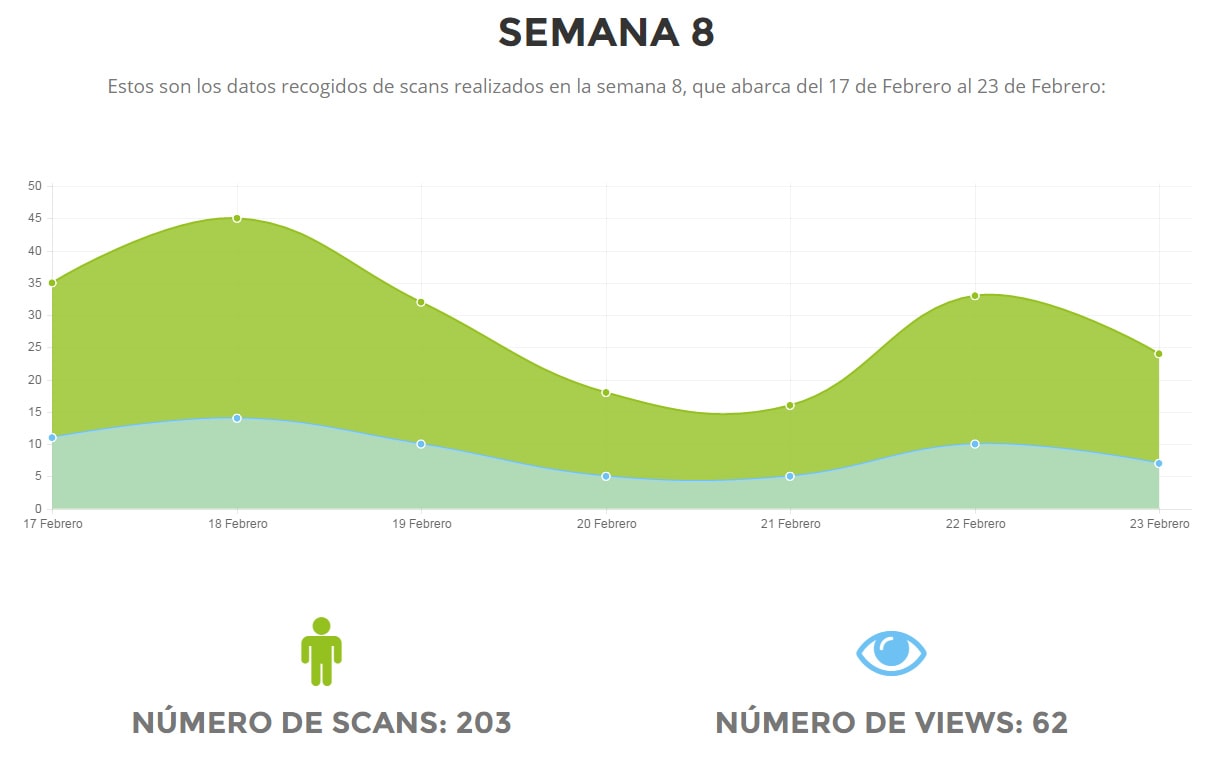 SEMANA 8
Estos son los datos recogidos de scans realizados en la semana 8, que abarca del 17 de Febrero al 23 de Febrero:
50
45
40
35
30
25
20
15
10
5
0
17 Febrero 18 Febrero 19 Febrero 20 Febrero 21 Febrero 22 Febrero 23 Febrero
NÚMERO DE SCANS: 203 NÚMERO DE VIEWS: 62